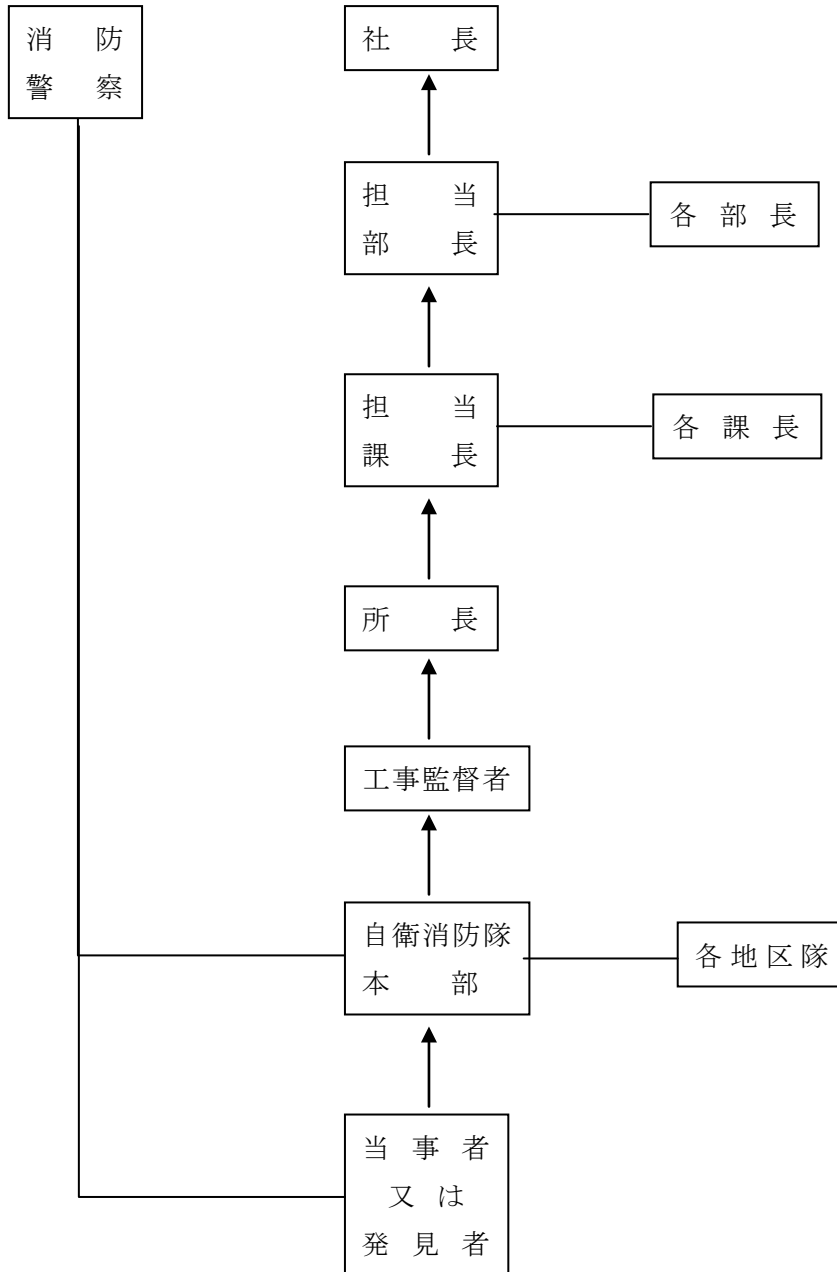 消防
警察
社長
担当
部長
各部長
担当
課長
各課長
所長
工事監督者
自衛消防隊
本部
各地区隊
当事者
又は
発見者